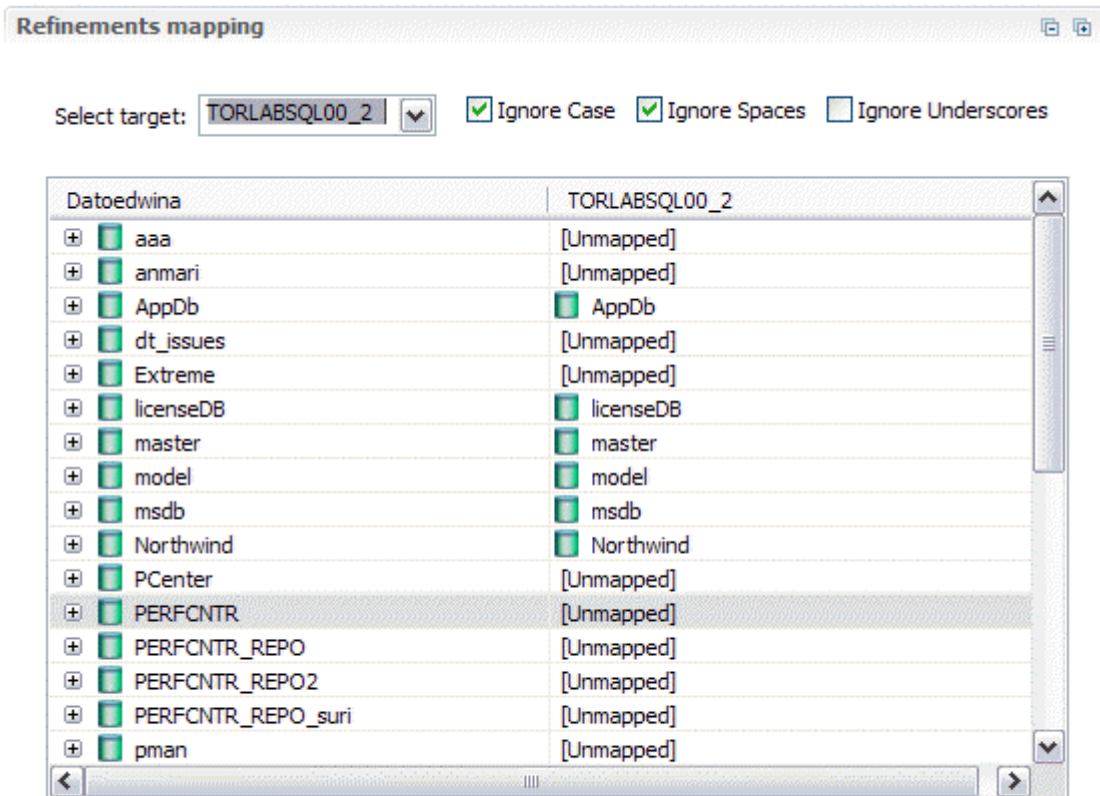 Refinements mapping
Select target: TORLABSQL00_2 Ignore Case Ignore Spaces Ignore Underscores
Datoedwina TORLABSQL00_2
aaa [Unmapped]
anmari [Unmapped]
AppDb AppDb
dt_issues [Unmapped]
Extreme [Unmapped]
licenseDB licenseDB
master master
model model
msdb msdb
Northwind Northwind
PCenter [Unmapped]
PERFCNTR [Unmapped]
PERFCNTR_REPO [Unmapped]
PERFCNTR_REPO2 [Unmapped]
PERFCNTR_REPO_suri [Unmapped]
pman [Unmapped]